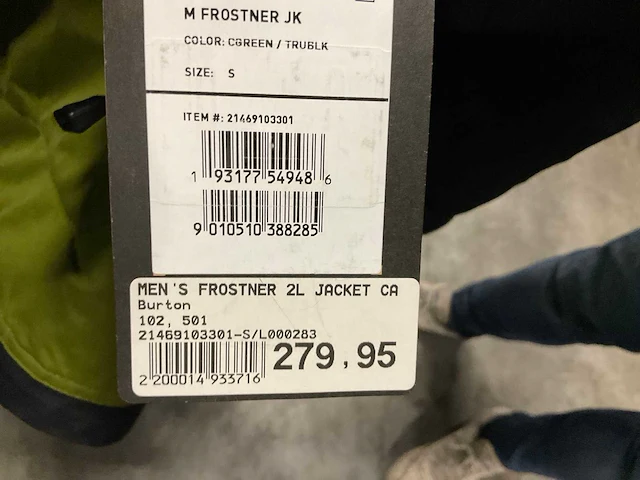 M FROSTNER JK
COLOR: CGREEN / TRUBLK
SIZE: S
ITEM #: 21469103301
1 93177 54948 6
9 010510 388285
MEN'S FROSTNER 2L JACKET CA
Burton
102, 501
21469103301-S/L000283
279,95
2 200014 933716